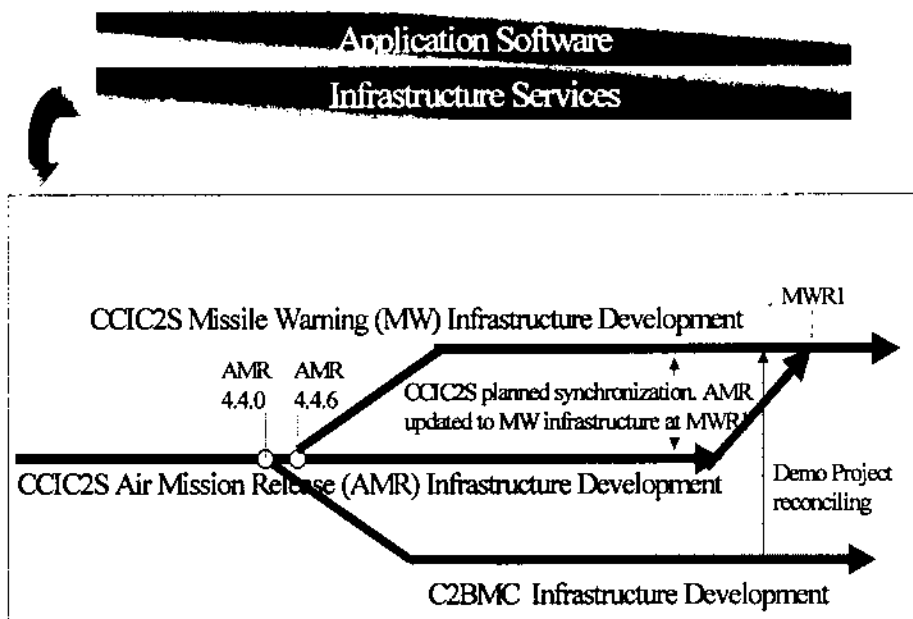 Application Software
Infrastructure Services
MWR1
CCIC2S Missile Warning (MW) Infrastructure Development
AMR
4.4.0
AMR
4.4.6
CCIC2S planned synchronization. AMR
updated to MW infrastructure at MWR1
CCIC2S Air Mission Release (AMR) Infrastructure Development
Demo Project
reconciling
C2BMC Infrastructure Development